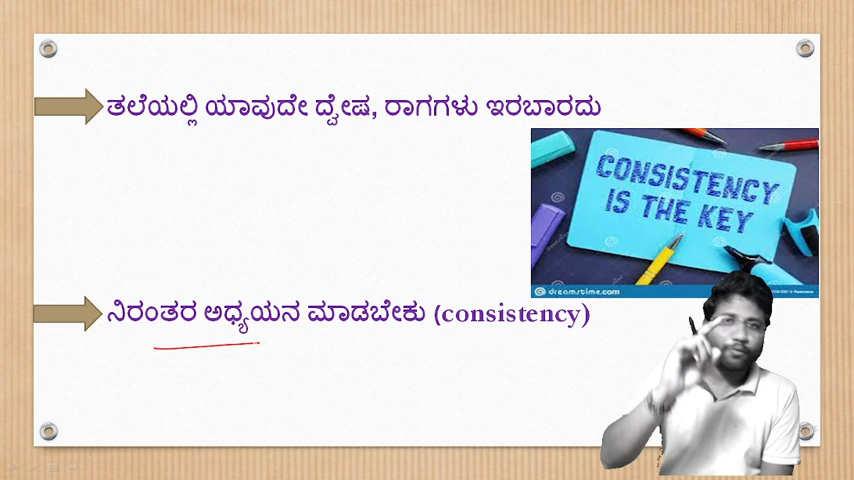 ತಲೆಯಲ್ಲಿ ಯಾವುದೇ ದ್ವೇಷ, ರಾಗಗಳು ಇರಬಾರದು
CONSISTENCY
IS THE KEY
dreamstime.com
ನಿರಂತರ ಅಧ್ಯಯನ ಮಾಡಬೇಕು (consistency)